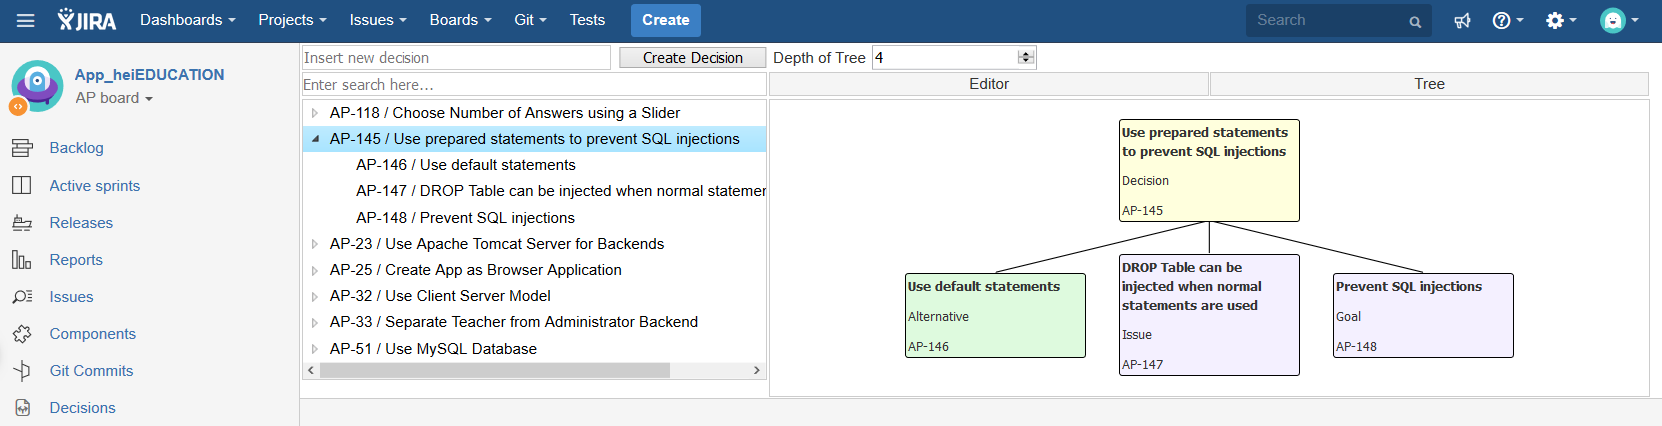 JIRA Dashboards Projects Issues Boards Git Tests Create Search
App_heiEDUCATION
AP board
Backlog
Active sprints
Releases
Reports
Issues
Components
Git Commits
Decisions
Insert new decision Create Decision Depth of Tree 4
Enter search here...
AP-118 / Choose Number of Answers using a Slider
AP-145 / Use prepared statements to prevent SQL injections
AP-146 / Use default statements
AP-147 / DROP Table can be injected when normal statemer
AP-148 / Prevent SQL injections
AP-23 / Use Apache Tomcat Server for Backends
AP-25 / Create App as Browser Application
AP-32 / Use Client Server Model
AP-33 / Separate Teacher from Administrator Backend
AP-51 / Use MySQL Database
Editor Tree
Use prepared statements
to prevent SQL injections
Decision
AP-145
Use default statements
Alternative
AP-146
DROP Table can be
injected when normal
statements are used
Issue
AP-147
Prevent SQL injections
Goal
AP-148